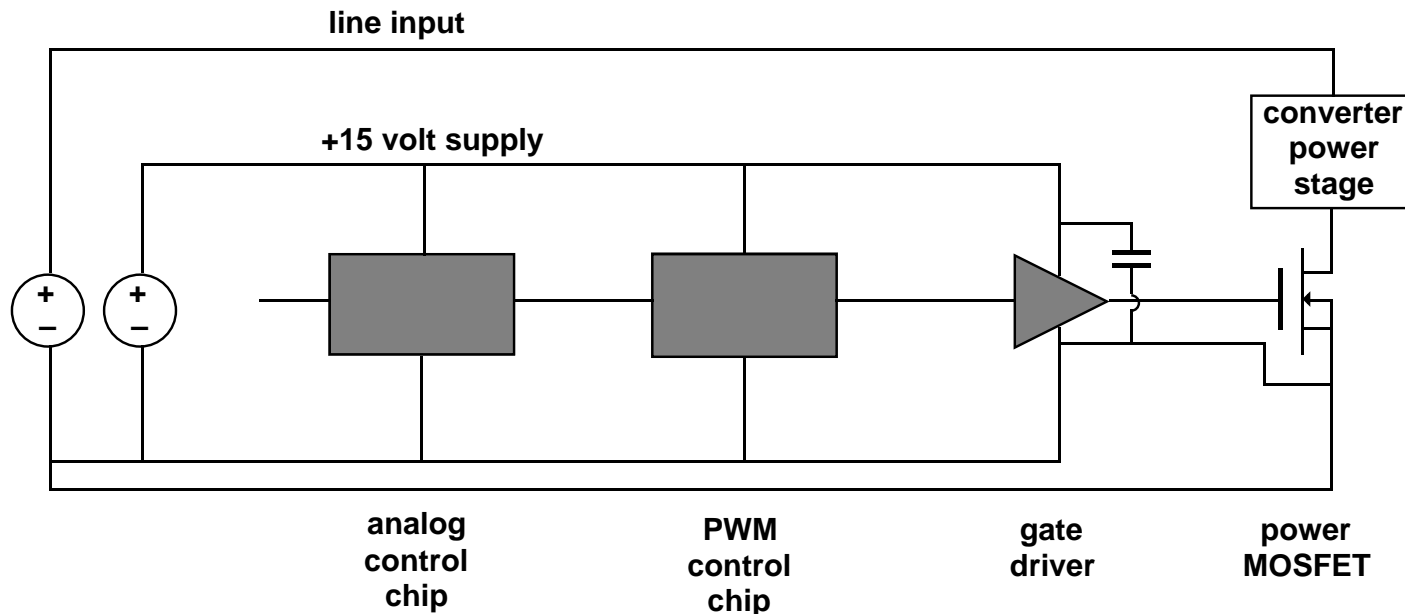 line input
+15 volt supply
converter
power
stage
+
–
+
–
analog
control
chip
PWM
control
chip
gate
driver
power
MOSFET